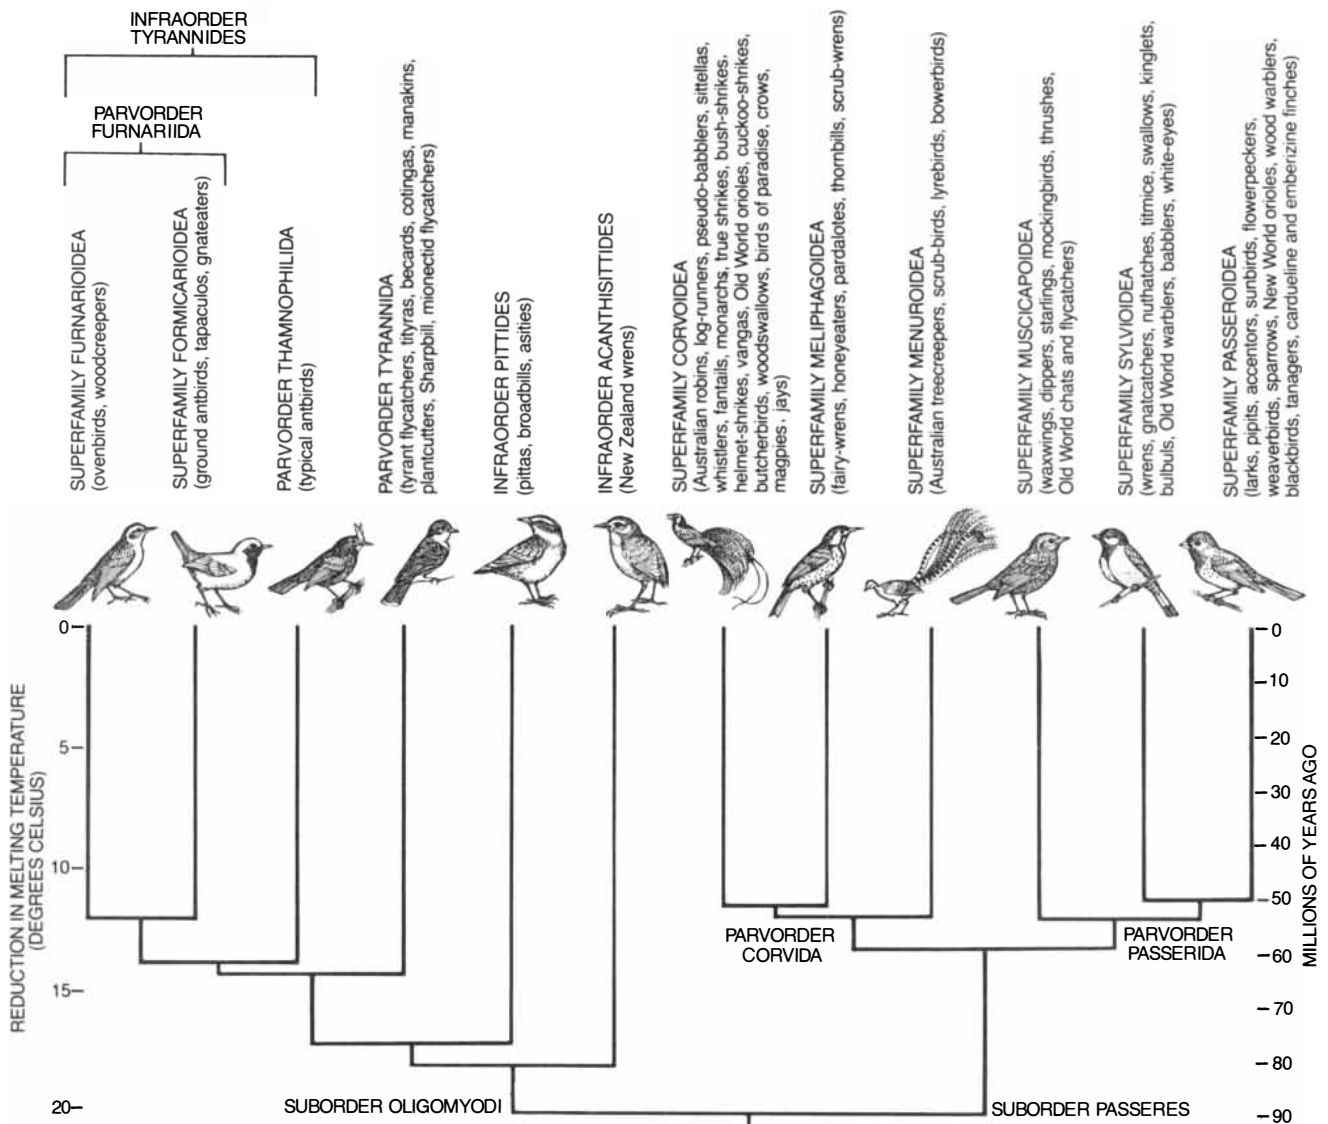 INFRAORDER
TYRANNIDES
PARVORDER
FURNARIIDA
SUPERFAMILY FURNARIOIDEA
(ovenbirds, woodcreepers)
SUPERFAMILY FORMICARIOIDEA
(ground antbirds, tapaculos, gnateaters)
PARVORDER THAMNOPHILIDA
(typical antbirds)
PARVORDER TYRANNIDA
(tyrant flycatchers, tityras, becards, cotingas, manakins,
plantcutters, Sharpbill, mionectid flycatchers)
INFRAORDER PITTIDES
(pittas, broadbills, asities)
INFRAORDER ACANTHISITTIDES
(New Zealand wrens)
SUPERFAMILY CORVOIDEA
(Australian robins, log-runners, pseudo-babblers, sittellas,
whistlers, fantails, monarchs, true shrikes, bush-shrikes,
helmet-shrikes, vangas, Old World orioles, cuckoo-shrikes,
butcherbirds, woodswallows, birds of paradise, crows,
magpies, jays)
SUPERFAMILY MELIPHAGOIDEA
(fairy-wrens, honeyeaters, pardalotes, thornbills, scrub-wrens)
SUPERFAMILY MENUROIDEA
(Australian treecreepers, scrub-birds, lyrebirds, bowerbirds)
SUPERFAMILY MUSCICAPOIDEA
(waxwings, dippers, starlings, mockingbirds, thrushes,
Old World chats and flycatchers)
SUPERFAMILY SYLVIOIDEA
(wrens, gnatcatchers, nuthatches, titmice, swallows, kinglets,
bulbuls, Old World warblers, babblers, white-eyes)
SUPERFAMILY PASSEROIDEA
(larks, pipits, accentors, sunbirds, flowerpeckers,
weaverbirds, sparrows, New World orioles, wood warblers,
blackbirds, tanagers, cardueline and emberizine finches)
REDUCTION IN MELTING TEMPERATURE
(DEGREES CELSIUS)
0
5
10
15
20
0
10
20
30
40
50
60
70
80
90
MILLIONS OF YEARS AGO
PARVORDER
CORVIDA
PARVORDER
PASSERIDA
SUBORDER OLIGOMYODI
SUBORDER PASSERES